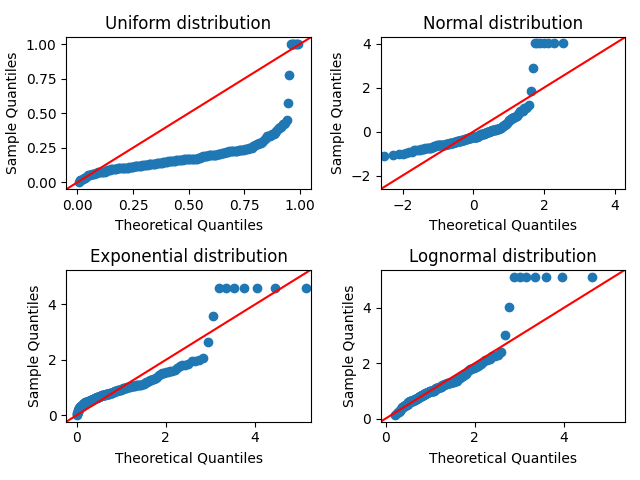 Uniform distribution
1.00
0.75
0.50
0.25
0.00
Sample Quantiles
0.00 0.25 0.50 0.75 1.00
Theoretical Quantiles
Normal distribution
4
2
0
−2
Sample Quantiles
−2 0 2 4
Theoretical Quantiles
Exponential distribution
4
2
0
Sample Quantiles
0 2 4
Theoretical Quantiles
Lognormal distribution
4
2
0
Sample Quantiles
0 2 4
Theoretical Quantiles